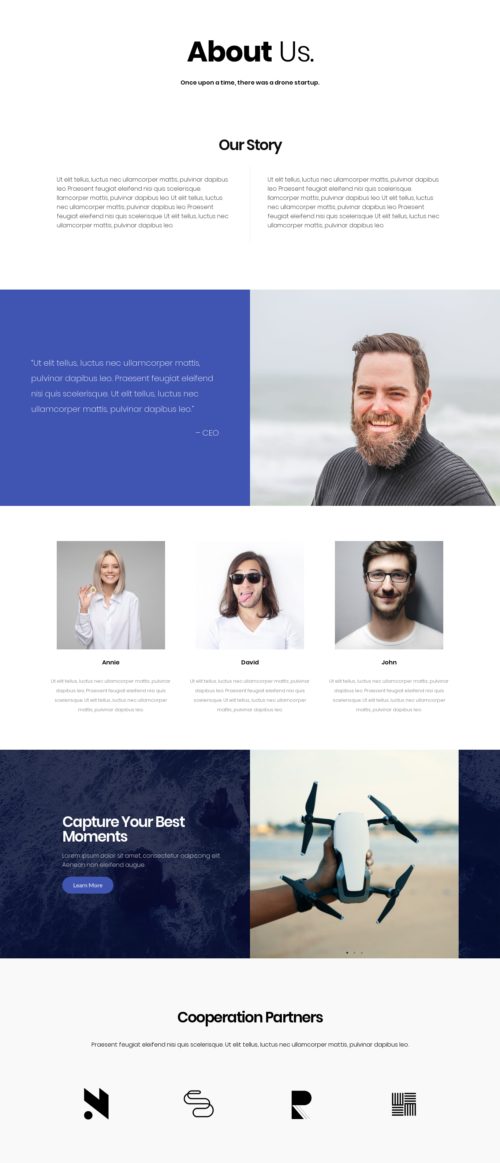 About Us.
Once upon a time, there was a drone startup.
Our Story
Ut elit tellus, luctus nec ullamcorper mattis, pulvinar dapibus
leo. Praesent feugiat eleifend nisi quis scelerisque.
llamcorper mattis, pulvinar dapibus leo. Ut elit tellus, luctus
nec ullamcorper mattis, pulvinar dapibus leo. Praesent
feugiat eleifend nisi quis scelerisque. Ut elit tellus, luctus nec
ullamcorper mattis, pulvinar dapibus leo.
Ut elit tellus, luctus nec ullamcorper mattis, pulvinar dapibus
leo. Praesent feugiat eleifend nisi quis scelerisque.
llamcorper mattis, pulvinar dapibus leo. Ut elit tellus, luctus
nec ullamcorper mattis, pulvinar dapibus leo. Praesent
feugiat eleifend nisi quis scelerisque. Ut elit tellus, luctus nec
ullamcorper mattis, pulvinar dapibus leo.
“Ut elit tellus, luctus nec ullamcorper mattis,
pulvinar dapibus leo. Praesent feugiat eleifend
nisi quis scelerisque. Ut elit tellus, luctus nec
ullamcorper mattis, pulvinar dapibus leo.”
– CEO
Annie
Ut elit tellus, luctus nec ullamcorper mattis, pulvinar
dapibus leo. Praesent feugiat eleifend nisi quis
scelerisque. Ut elit tellus, luctus nec ullamcorper
mattis, pulvinar dapibus leo.
David
Ut elit tellus, luctus nec ullamcorper mattis, pulvinar
dapibus leo. Praesent feugiat eleifend nisi quis
scelerisque. Ut elit tellus, luctus nec ullamcorper
mattis, pulvinar dapibus leo.
John
Ut elit tellus, luctus nec ullamcorper mattis, pulvinar
dapibus leo. Praesent feugiat eleifend nisi quis
scelerisque. Ut elit tellus, luctus nec ullamcorper
mattis, pulvinar dapibus leo.
Capture Your Best
Moments
Lorem ipsum dolor sit amet, consectetur adipiscing elit.
Aenean non eleifend augue.
Learn More
Cooperation Partners
Praesent feugiat eleifend nisi quis scelerisque. Ut elit tellus, luctus nec ullamcorper mattis, pulvinar dapibus leo.